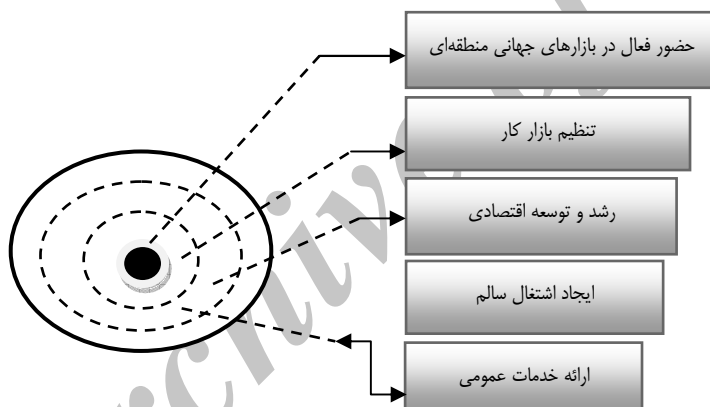 حضور فعال در بازارهای جهانی منطقه‌ای
تنظیم بازار کار
رشد و توسعه اقتصادی
ایجاد اشتغال سالم
ارائه خدمات عمومی